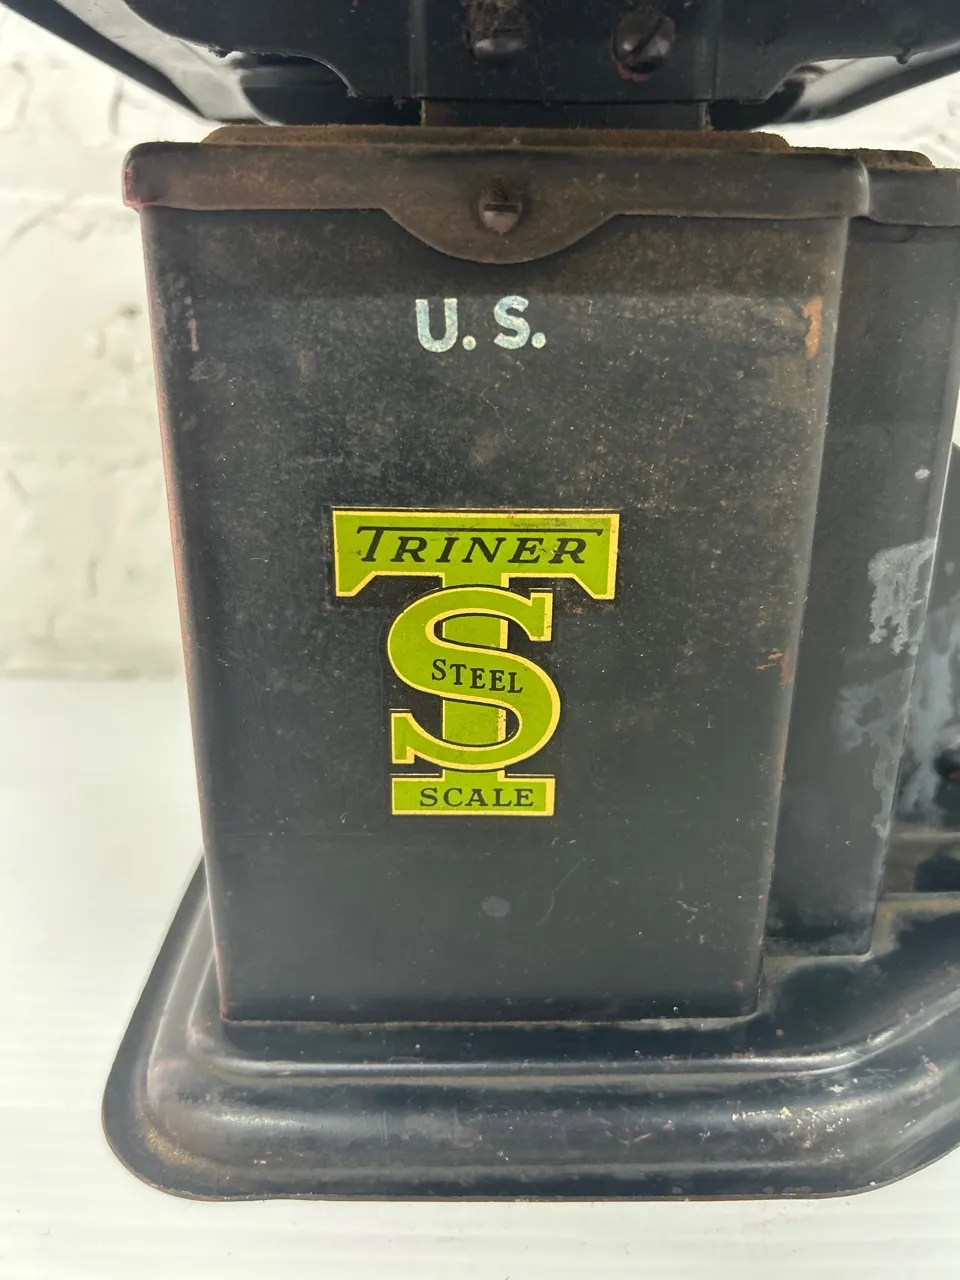 U. S.
TRINER
STEEL
SCALE